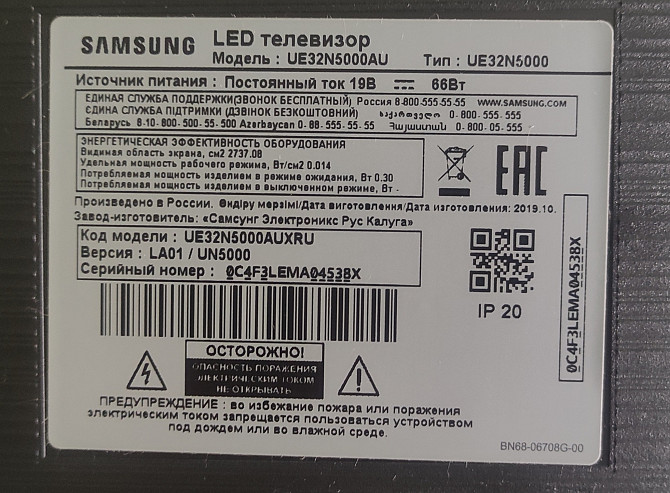 SAMSUNG LED телевизор
Модель : UE32N5000AU Тип : UE32N5000
Источник питания : Постоянный ток 19В 66Вт
ЕДИНАЯ СЛУЖБА ПОДДЕРЖКИ(ЗВОНОК БЕСПЛАТНЫЙ) Россия 8-800-555-55-55 WWW.SAMSUNG.COM
ЄДИНА СЛУЖБА ПІДТРИМКИ (ДЗВІНОК БЕЗКОШТОВНИЙ) საქართველო 0-800-555-555
Беларусь 8-10-800-500-55-500 Azerbaycan 0-88-555-55-55 Հայաստան 0-800-05-555
ЭНЕРГЕТИЧЕСКАЯ ЭФФЕКТИВНОСТЬ ОБОРУДОВАНИЯ
Видимая область экрана, см2 2737.08
Удельная мощность рабочего режима, Вт/см2 0.014
Потребляемая мощность изделием в режиме ожидания, Вт 0.30
Потребляемая мощность изделием в выключенном режиме, Вт -
EAC
Произведено в России. Өндіру мерзімі/Дата виготовлення/Дата изготовления: 2019.10.
Завод-изготовитель: «Самсунг Электроникс Рус Калуга»
Код модели : UE32N5000AUXRU
Версия : LA01 / UN5000
Серийный номер : 0C4F3LEMA04538X
IP 20
0C4F3LEMA04538X
ОСТОРОЖНО!
ОПАСНОСТЬ ПОРАЖЕНИЯ
ЭЛЕКТРИЧЕСКИМ ТОКОМ
НЕ ОТКРЫВАТЬ
ПРЕДУПРЕЖДЕНИЕ : во избежание пожара или поражения
электрическим током запрещается пользоваться устройством
под дождем или во влажной среде.
BN68-06708G-00